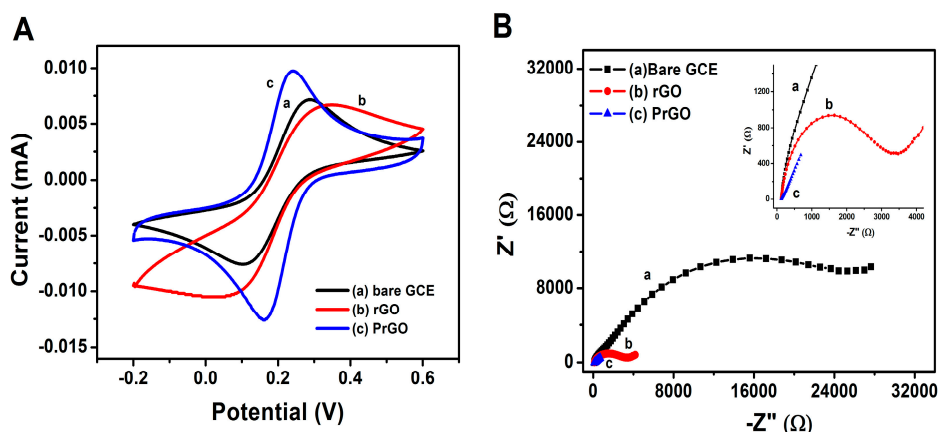 A
0.010
0.005
0.000
-0.005
-0.010
-0.015
Current (mA)
c
a
b
(a) bare GCE
(b) rGO
(c) PrGO
-0.2
0.0
0.2
0.4
0.6
Potential (V)
B
32000
24000
16000
8000
0
Z' (Ω)
(a)Bare GCE
(b) rGO
(c) PrGO
a
b
c
0
8000
16000
24000
32000
-Z" (Ω)
1200
800
400
0
Z' (Ω)
a
b
c
0
1000
2000
3000
4000
-Z" (Ω)